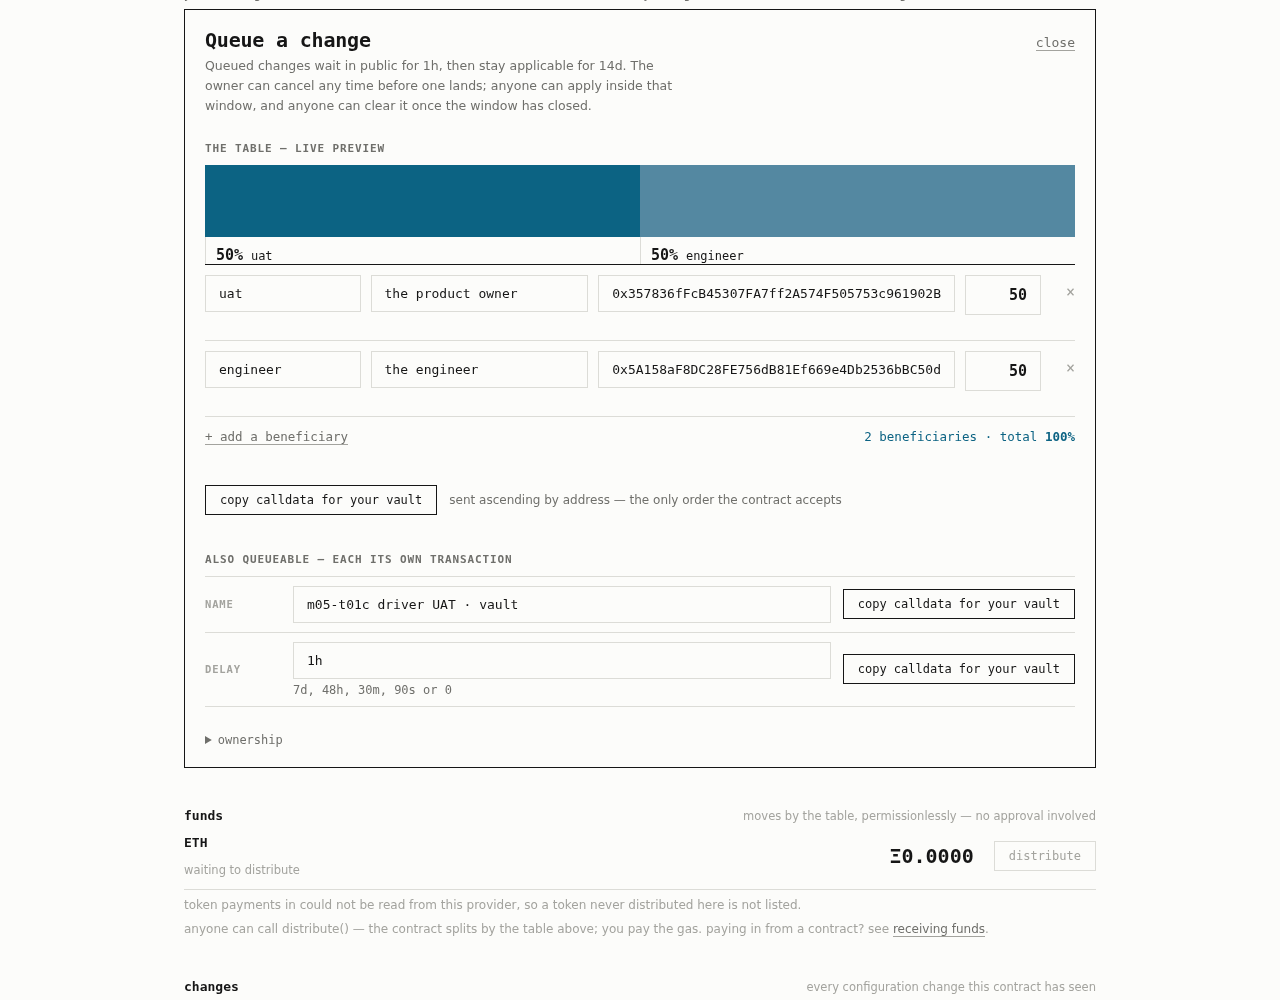 Queue a change
close
Queued changes wait in public for 1h, then stay applicable for 14d. The
owner can cancel any time before one lands; anyone can apply inside that
window, and anyone can clear it once the window has closed.
THE TABLE — LIVE PREVIEW
50% uat
50% engineer
uat
the product owner
0x357836fFcB45307FA7ff2A574F505753c961902B
50
×
engineer
the engineer
0x5A158aF8DC28FE756dB81Ef669e4Db2536bBC50d
50
×
+ add a beneficiary
2 beneficiaries · total 100%
copy calldata for your vault
sent ascending by address — the only order the contract accepts
ALSO QUEUEABLE — EACH ITS OWN TRANSACTION
NAME
m05-t01c driver UAT · vault
copy calldata for your vault
DELAY
1h
copy calldata for your vault
7d, 48h, 30m, 90s or 0
▶ ownership
funds
moves by the table, permissionlessly — no approval involved
ETH
waiting to distribute
Ξ0.0000
distribute
token payments in could not be read from this provider, so a token never distributed here is not listed.
anyone can call distribute() — the contract splits by the table above; you pay the gas. paying in from a contract? see receiving funds.
changes
every configuration change this contract has seen